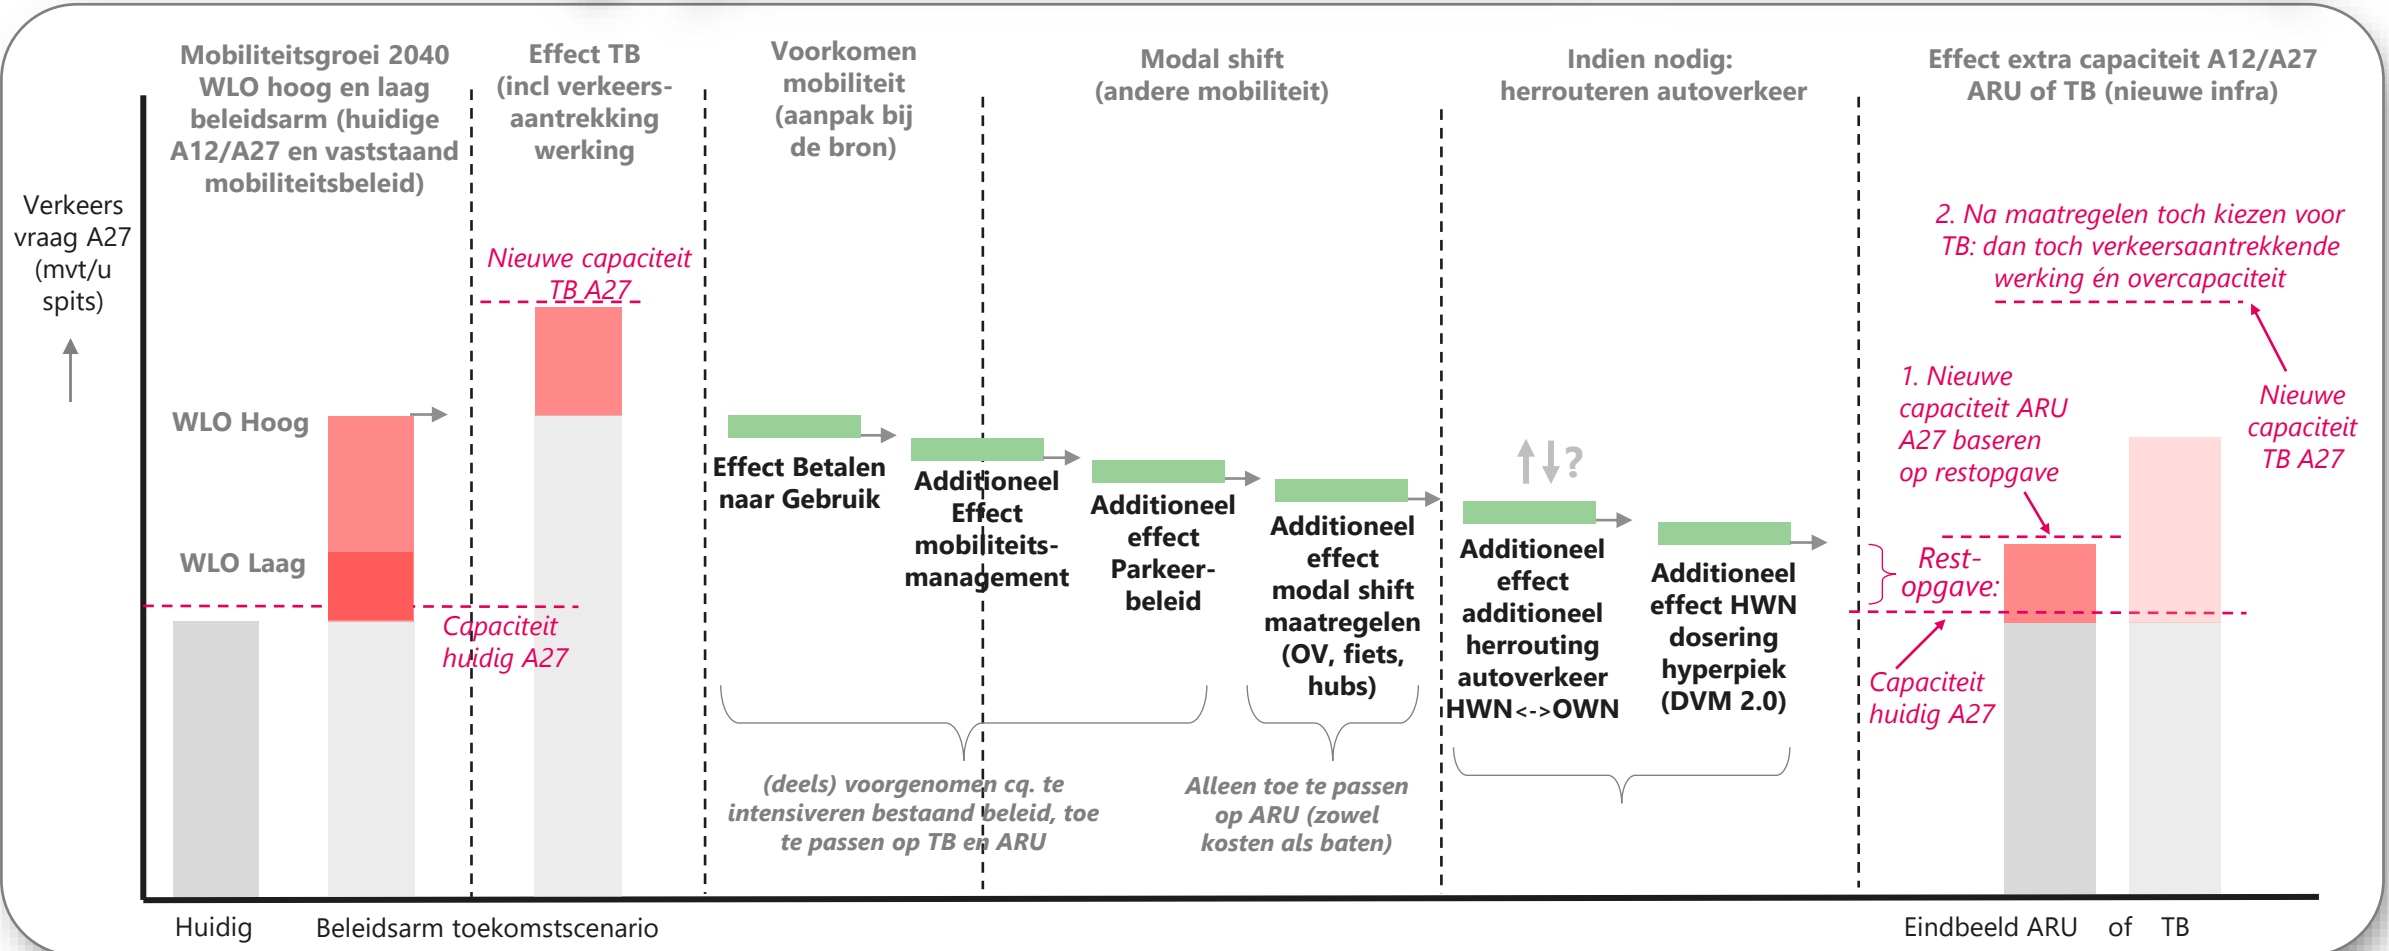 Mobiliteitsgroei 2040
WLO hoog en laag
beleidsarm (huidige
A12/A27 en vaststaand
mobiliteitsbeleid)
Effect TB
(incl verkeers-
aantrekking
werking
Voorkomen
mobiliteit
(aanpak bij
de bron)
Modal shift
(andere mobiliteit)
Indien nodig:
herrouteren autoverkeer
Effect extra capaciteit A12/A27
ARU of TB (nieuwe infra)
Verkeers
vraag A27
(mvt/u
spits)
WLO Hoog
WLO Laag
Capaciteit
huidig A27
Nieuwe capaciteit
TB A27
Effect Betalen
naar Gebruik
Additioneel
Effect
mobiliteits-
management
Additioneel
effect
Parkeer-
beleid
Additioneel
effect
modal shift
maatregelen
(OV, fiets,
hubs)
?
Additioneel
effect
additioneel
herrouting
autoverkeer
HWN<->OWN
Additioneel
effect HWN
dosering
hyperpiek
(DVM 2.0)
(deels) voorgenomen cq. te
intensiveren bestaand beleid, toe
te passen op TB en ARU
Alleen toe te passen
op ARU (zowel
kosten als baten)
2. Na maatregelen toch kiezen voor
TB: dan toch verkeersaantrekkende
werking én overcapaciteit
1. Nieuwe
capaciteit ARU
A27 baseren
op restopgave
Nieuwe
capaciteit
TB A27
Rest-
opgave:
Capaciteit
huidig A27
Huidig
Beleidsarm toekomstscenario
Eindbeeld ARU of TB